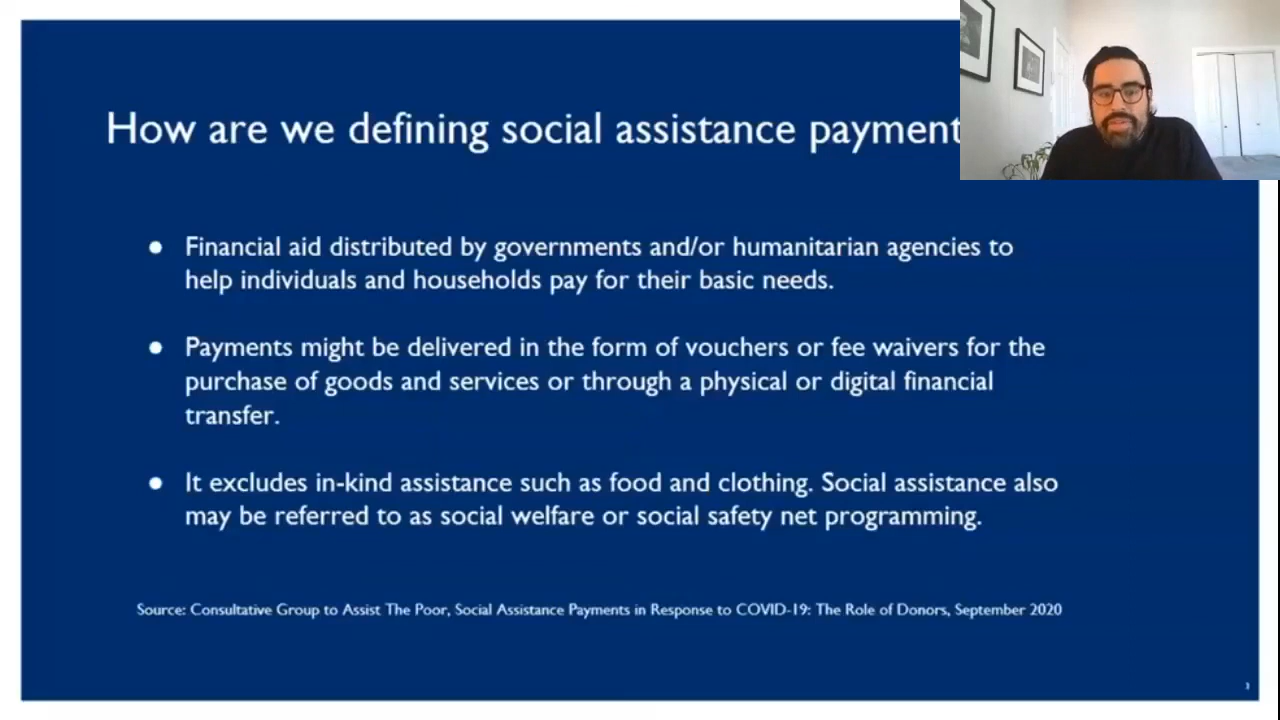 How are we defining social assistance payment
● Financial aid distributed by governments and/or humanitarian agencies to
help individuals and households pay for their basic needs.
● Payments might be delivered in the form of vouchers or fee waivers for the
purchase of goods and services or through a physical or digital financial
transfer.
● It excludes in-kind assistance such as food and clothing. Social assistance also
may be referred to as social welfare or social safety net programming.
Source: Consultative Group to Assist The Poor, Social Assistance Payments in Response to COVID-19: The Role of Donors, September 2020
3